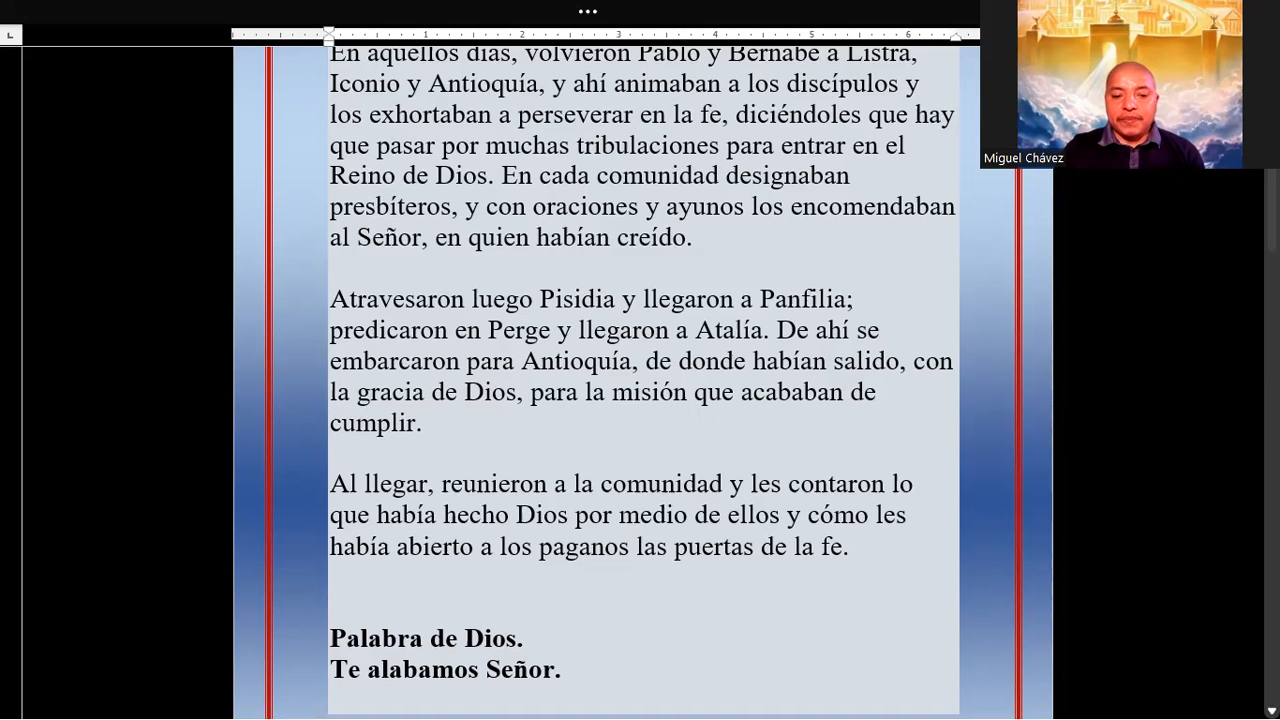 1
2
3
4
5
6
En aquellos días, volvieron Pablo y Bernabé a Listra,
Iconio y Antioquía, y ahí animaban a los discípulos y
los exhortaban a perseverar en la fe, diciéndoles que hay
que pasar por muchas tribulaciones para entrar en el
Reino de Dios. En cada comunidad designaban
presbíteros, y con oraciones y ayunos los encomendaban
al Señor, en quien habían creído.
Atravesaron luego Pisidia y llegaron a Panfilia;
predicaron en Perge y llegaron a Atalía. De ahí se
embarcaron para Antioquía, de donde habían salido, con
la gracia de Dios, para la misión que acababan de
cumplir.
Al llegar, reunieron a la comunidad y les contaron lo
que había hecho Dios por medio de ellos y cómo les
había abierto a los paganos las puertas de la fe.
Palabra de Dios.
Te alabamos Señor.
Miguel Chávez